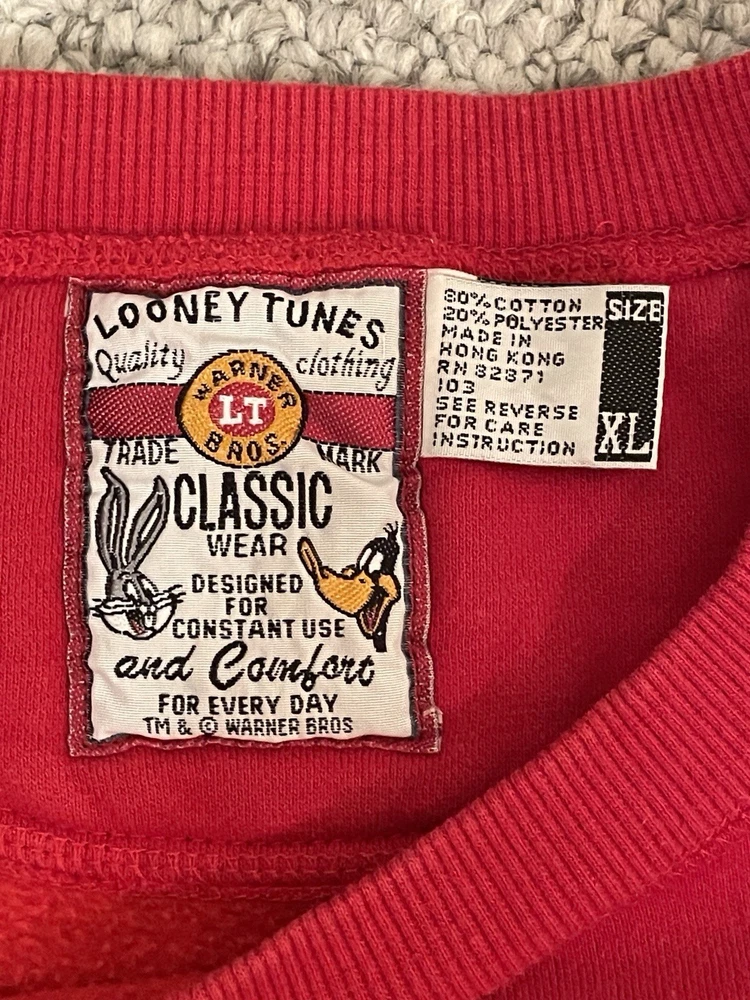 LOONEY TUNES
Quality clothing
WARNER
LT
BROS.
TRADE MARK
CLASSIC
WEAR
DESIGNED
FOR
CONSTANT USE
and Comfort
FOR EVERY DAY
TM & © WARNER BROS
80% COTTON
20% POLYESTER
MADE IN
HONG KONG
RN 82871
103
SEE REVERSE
FOR CARE
INSTRUCTION
SIZE
XL